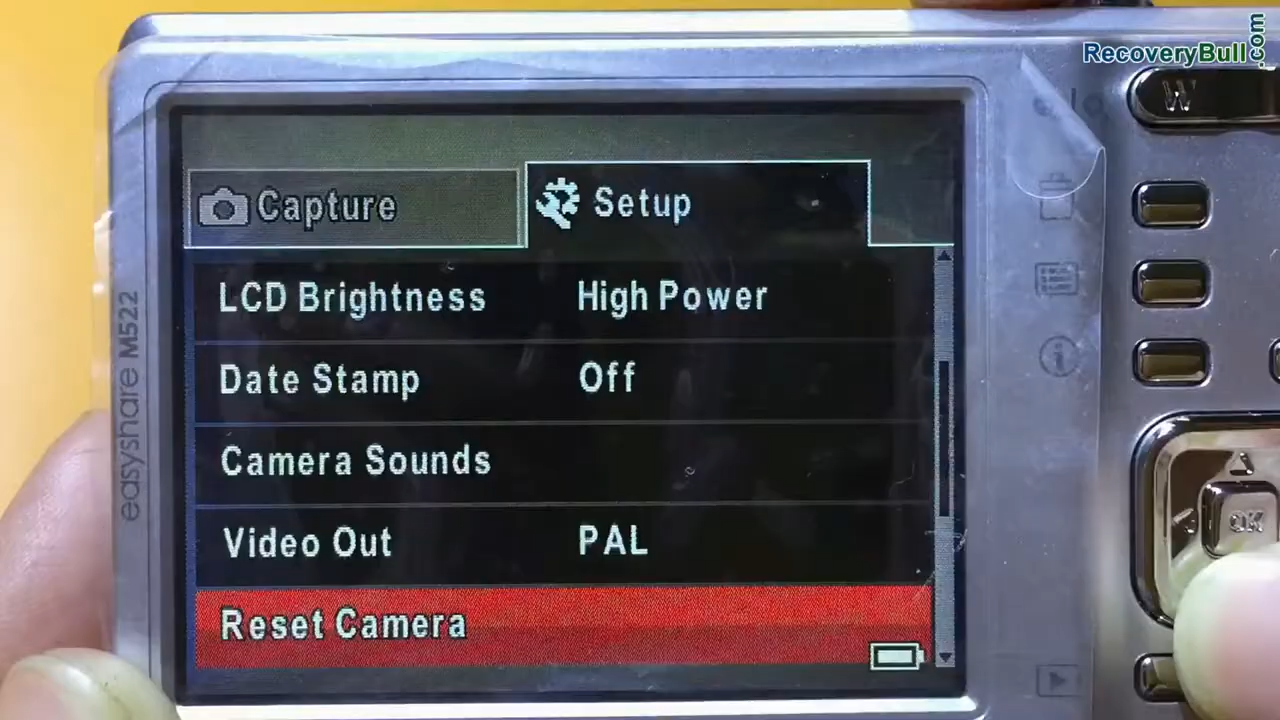 RecoveryBull.com
W
Capture
Setup
LCD Brightness High Power
Date Stamp Off
Camera Sounds
Video Out PAL
Reset Camera
easyshare M522
OK